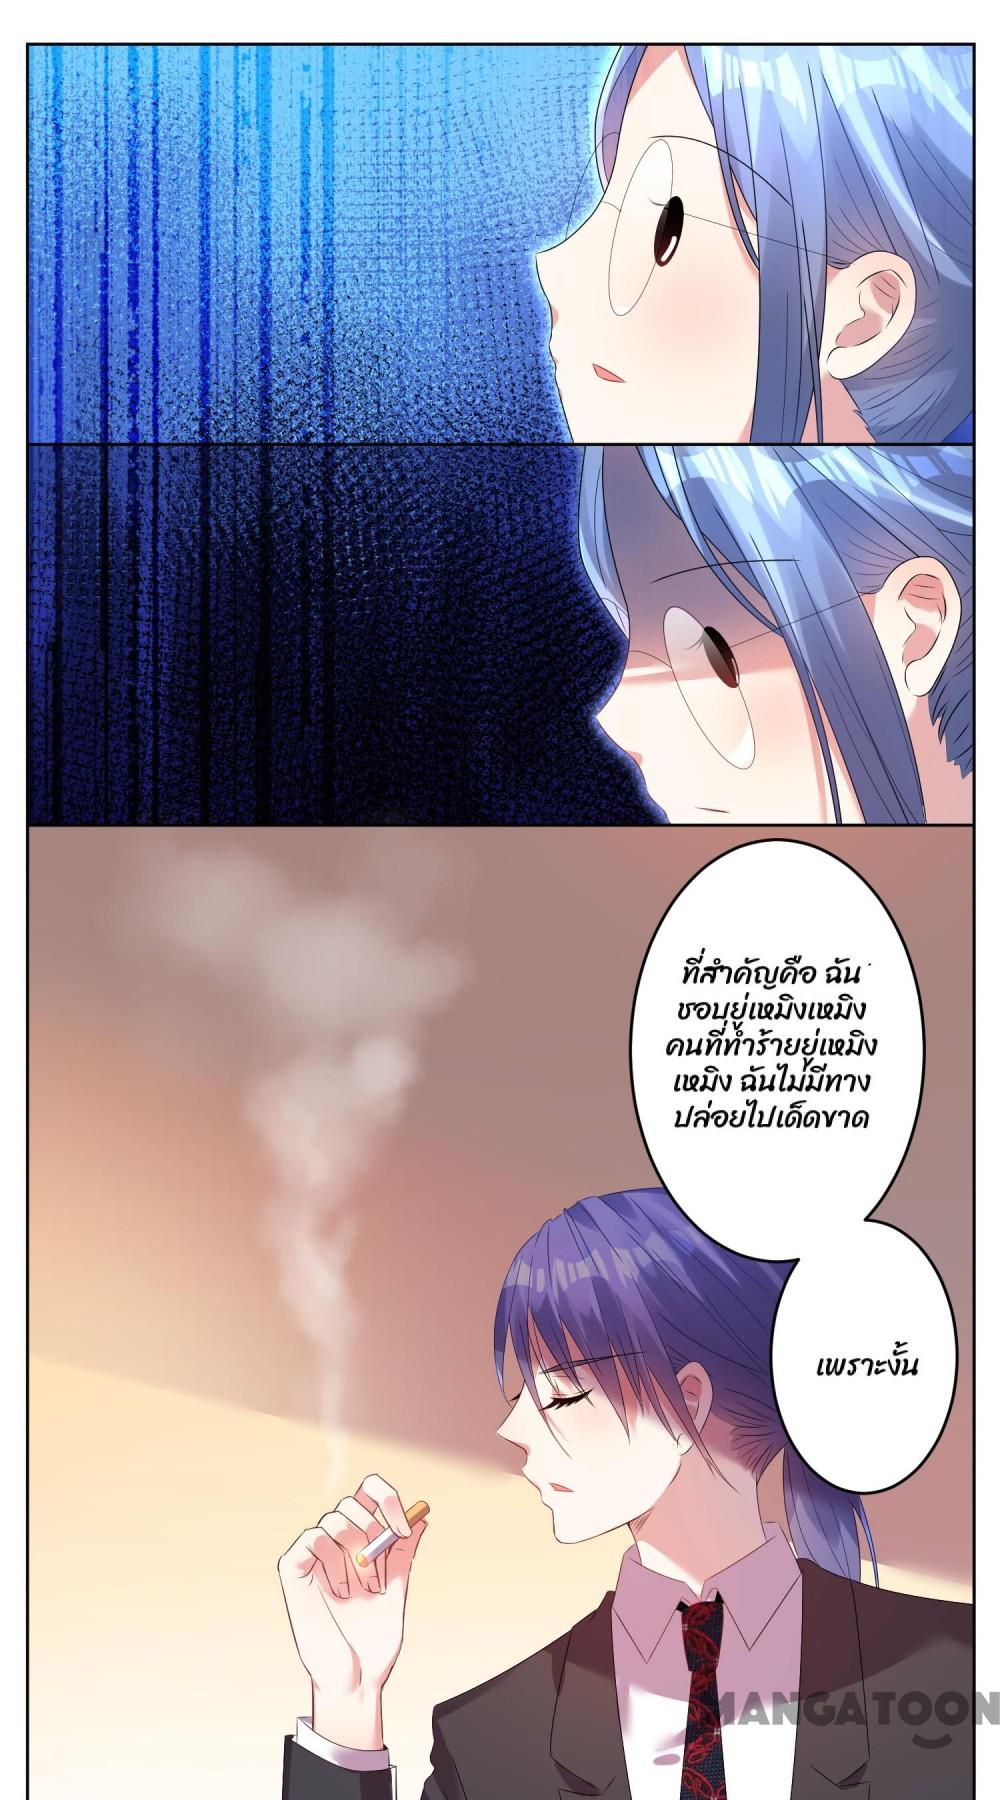 ที่สำคัญคือ ฉัน
ชอบยู่เหมิงเหมิง
คนที่ทำร้ายยู่เหมิง
เหมิง ฉันไม่มีทาง
ปล่อยไปเด็ดขาด
เพราะงั้น
MANGATOON